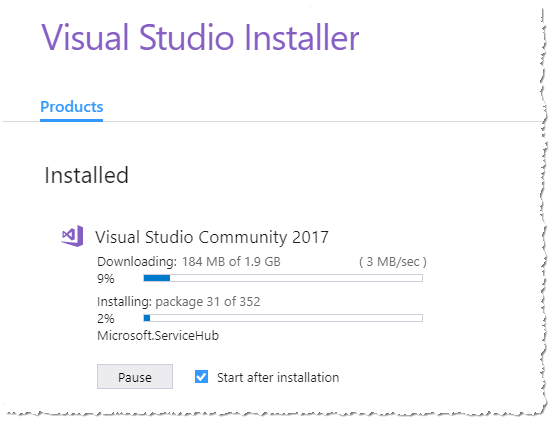 Visual Studio Installer
Products
Installed
Visual Studio Community 2017
Downloading: 184 MB of 1.9 GB ( 3 MB/sec )
9%
Installing: package 31 of 352
2%
Microsoft.ServiceHub
Pause
Start after installation